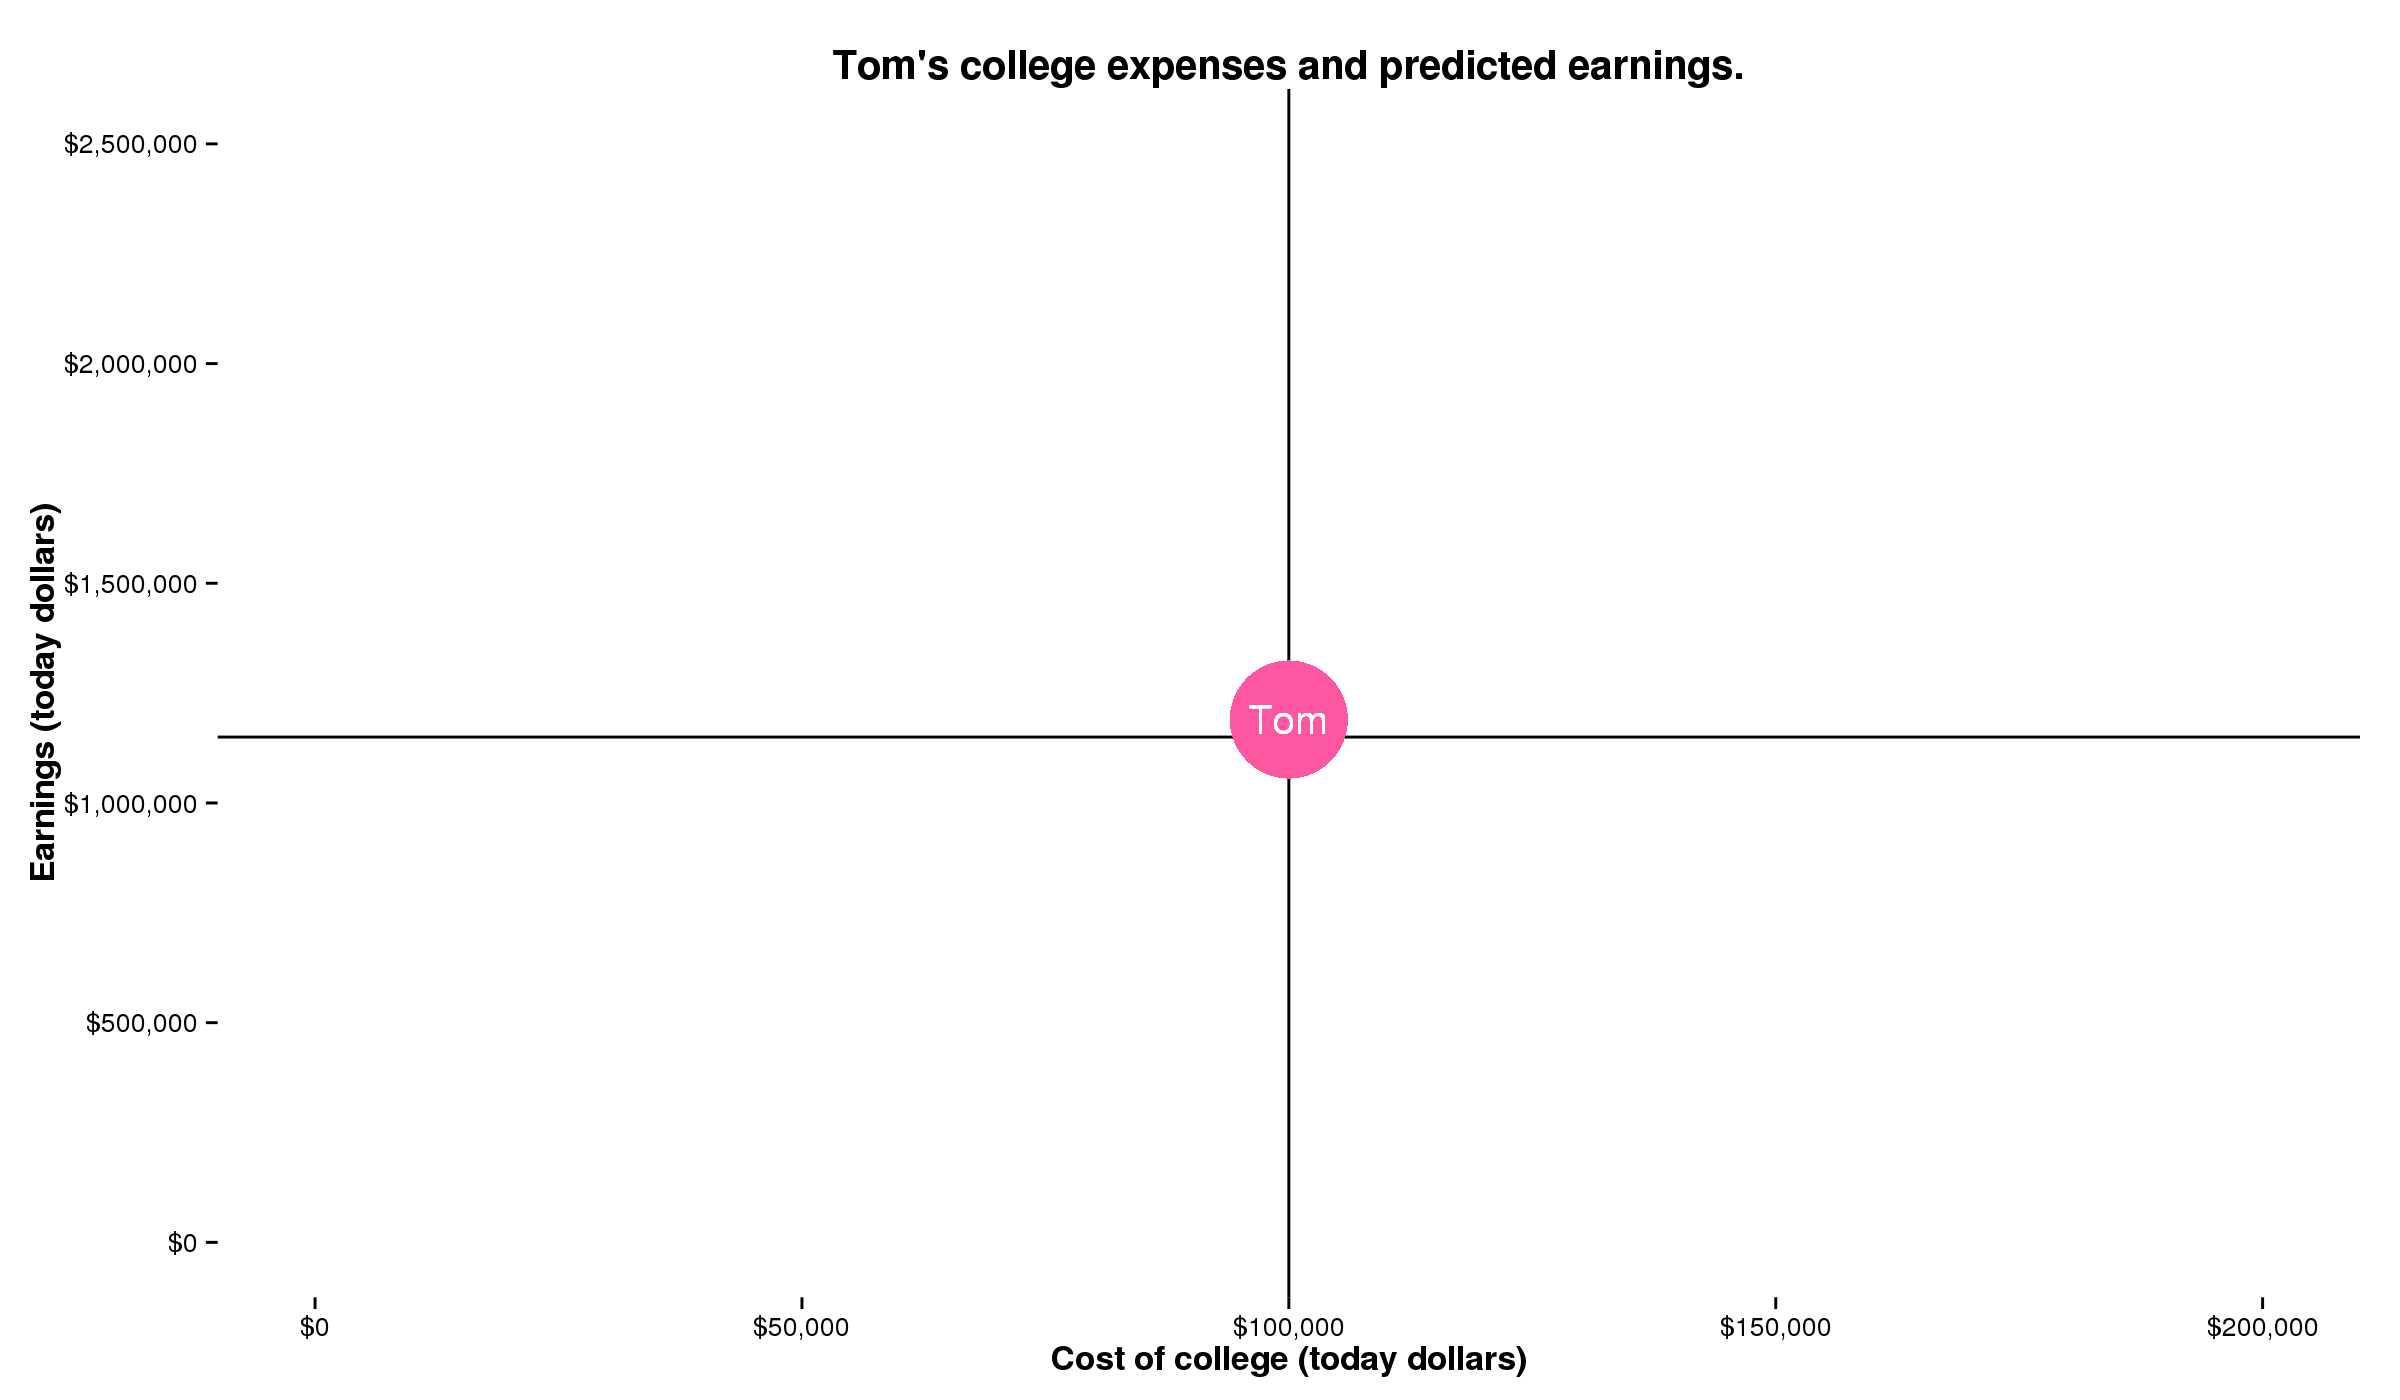 Tom's college expenses and predicted earnings.
$2,500,000
$2,000,000
$1,500,000
$1,000,000
$500,000
$0
Earnings (today dollars)
Tom
$0
$50,000
$100,000
$150,000
$200,000
Cost of college (today dollars)